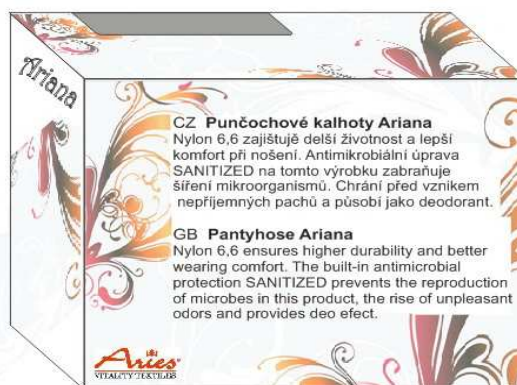 Ariana
CZ Punčochové kalhoty Ariana
Nylon 6,6 zajištujě delší životnost a lepší
komfort při nošení. Antimikrobiální úprava
SANITIZED na tomto výrobku zabraňuje
šíření mikroorganismů. Chrání před vznikem
nepříjemných pachů a působí jako deodorant.
GB Pantyhose Ariana
Nylon 6,6 ensures higher durability and better
wearing comfort. The built-in antimicrobial
protection SANITIZED prevents the reproduction
of microbes in this product, the rise of unpleasant
odors and provides deo efect.
Aries
VITALITY TEXTILES